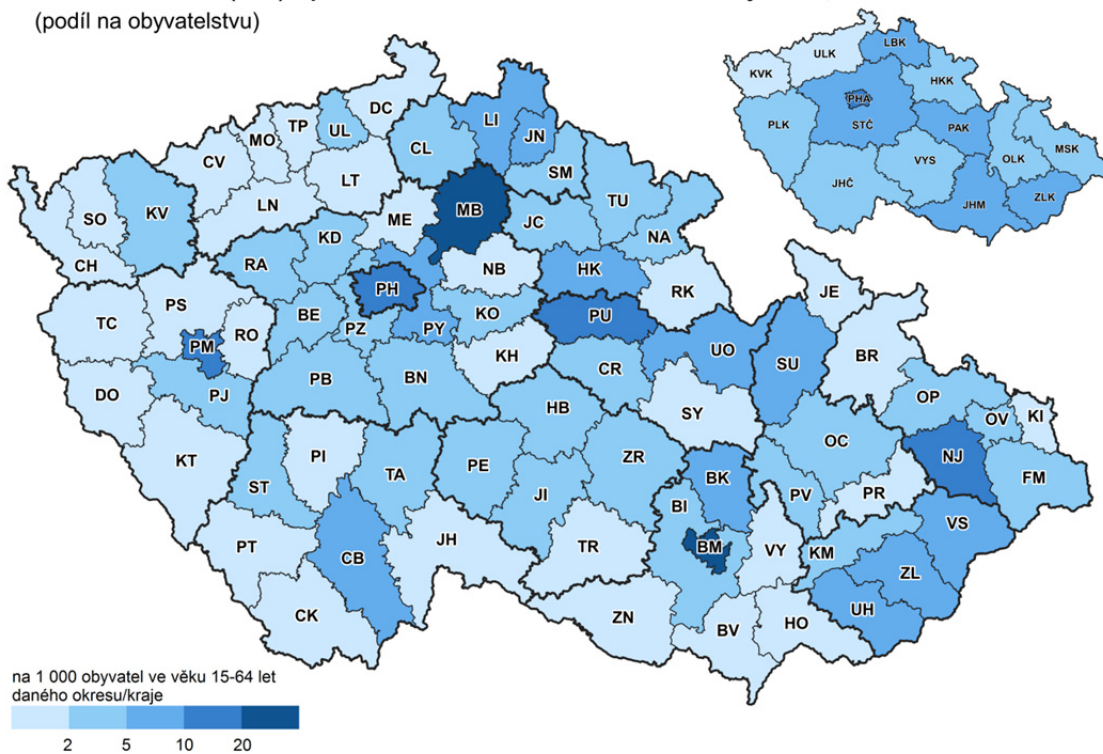 (podíl na obyvatelstvu)
KVK
ULK
LBK
HKK
PHA
STČ
PAK
PLK
VYS
OLK
MSK
JHČ
JHM
ZLK
DC
LI
TP
UL
MO
JN
CL
CV
SM
LT
SO
KV
LN
TU
MB
ME
JC
KD
NA
CH
RA
NB
HK
JE
PS
PH
RK
TC
BE
KO
PU
RO
PZ
PY
PM
UO
SU
BR
KH
CR
DO
PJ
PB
BN
OP
SY
HB
OV
KI
OC
KT
PI
NJ
TA
PE
ZR
FM
ST
BK
JI
PV
PR
BI
VS
PT
JH
TR
BM
VY
KM
CB
ZL
UH
CK
ZN
HO
BV
na 1 000 obyvatel ve věku 15-64 let
daného okresu/kraje
2 5 10 20